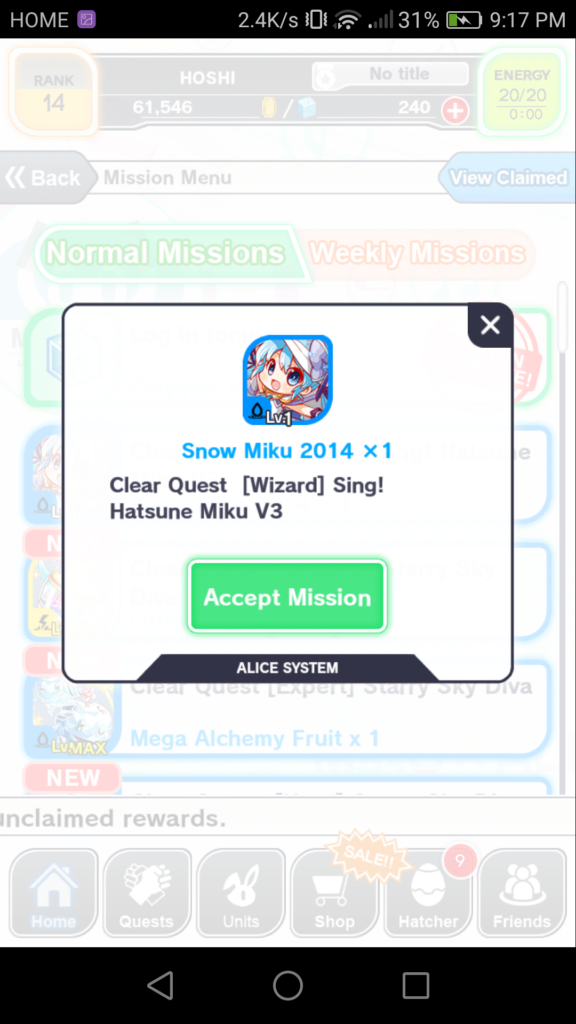 HOME 2.4K/s 31% 9:17 PM
RANK
14
HOSHI
No title
61,546 / 240
ENERGY
20/20
0:00
Back
Mission Menu
View Claimed
Normal Missions
Weekly Missions
Lv.1
Snow Miku 2014 ×1
Clear Quest [Wizard] Sing!
Hatsune Miku V3
Accept Mission
ALICE SYSTEM
Clear Quest [Expert] Starry Sky Diva
LvMAX
Mega Alchemy Fruit x 1
NEW
unclaimed rewards.
SALE!!
9
Home
Quests
Units
Shop
Hatcher
Friends